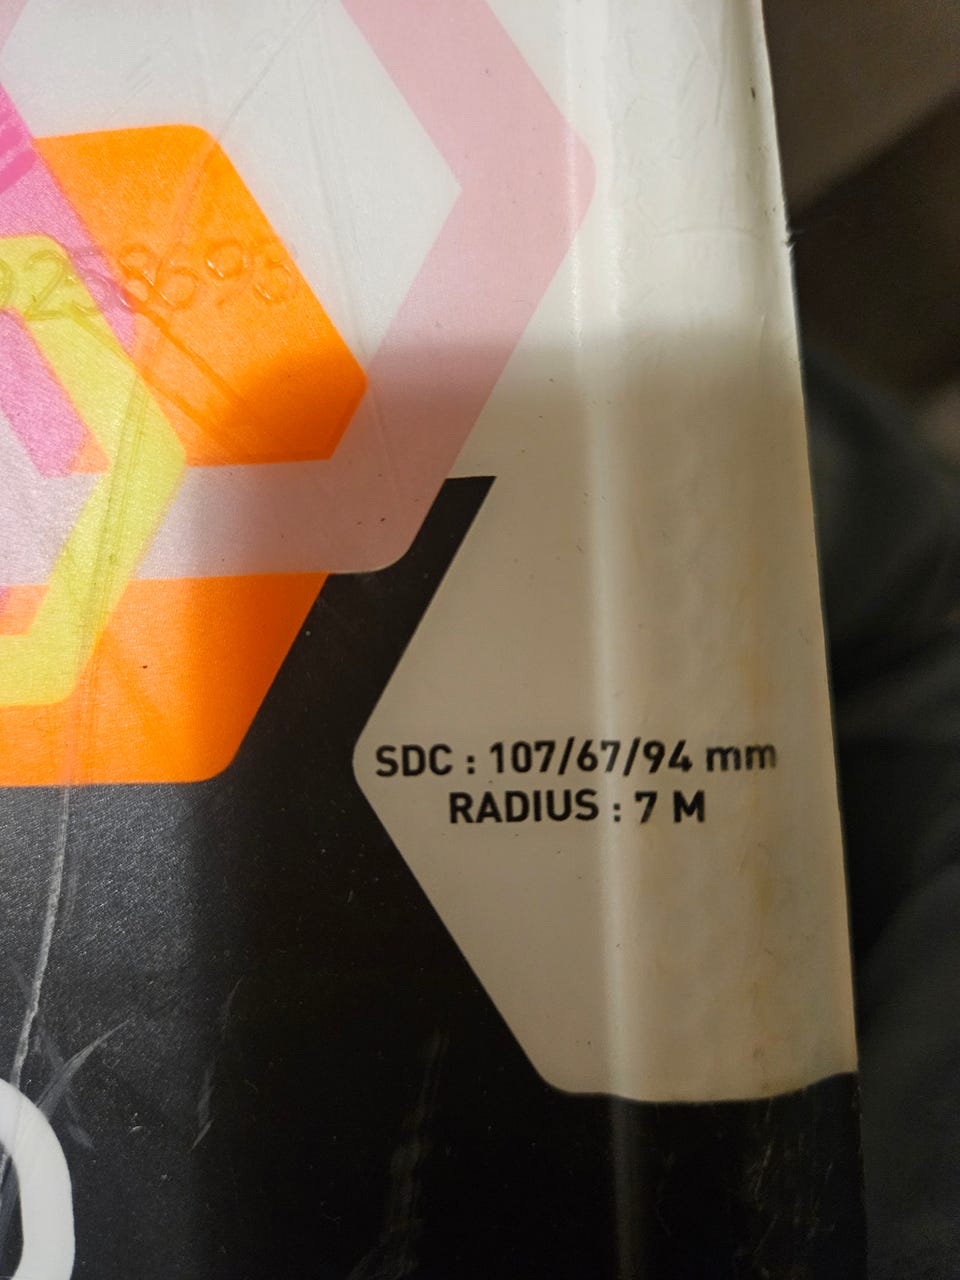 SDC : 107/67/94 mm
RADIUS : 7 M